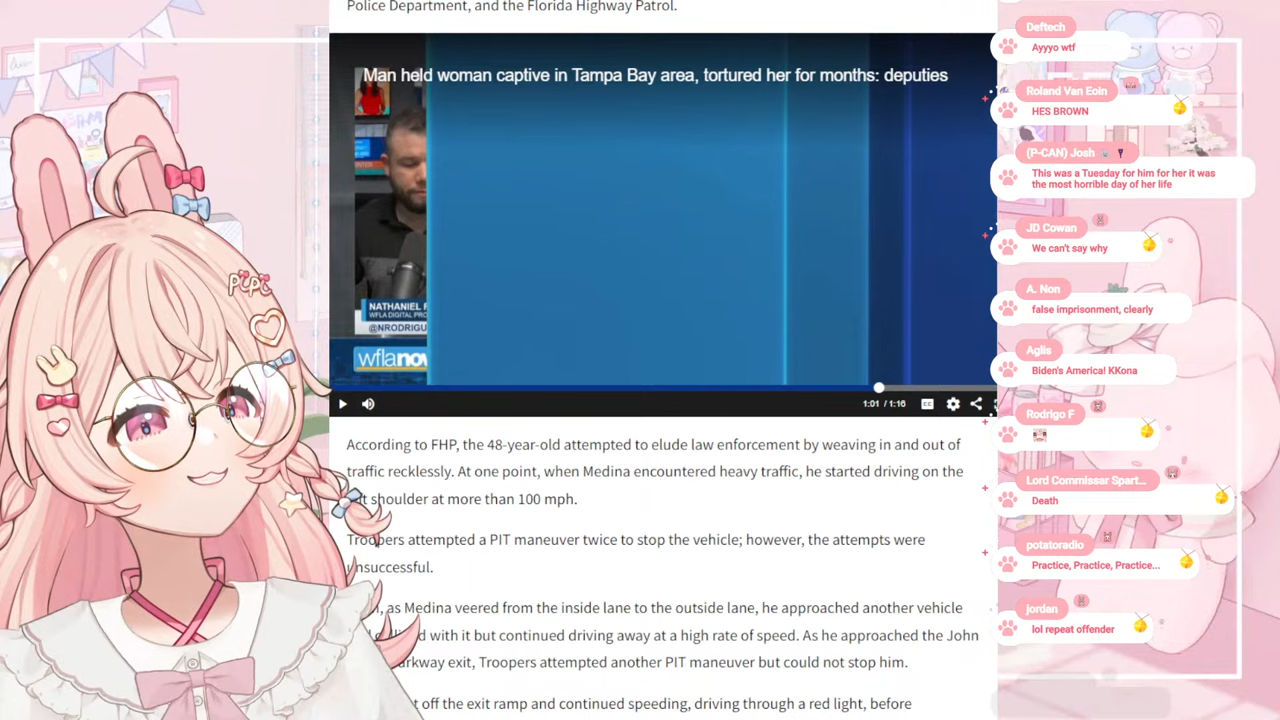 Police Department, and the Florida Highway Patrol.
Man held woman captive in Tampa Bay area, tortured her for months: deputies
NATHANIEL
WFLA DIGITAL
@NRODRIGU
wflanow
1:01 / 1:16
CC
According to FHP, the 48-year-old attempted to elude law enforcement by weaving in and out of
traffic recklessly. At one point, when Medina encountered heavy traffic, he started driving on the
shoulder at more than 100 mph.
Troopers attempted a PIT maneuver twice to stop the vehicle; however, the attempts were
unsuccessful.
as Medina veered from the inside lane to the outside lane, he approached another vehicle
with it but continued driving away at a high rate of speed. As he approached the John
exit, Troopers attempted another PIT maneuver but could not stop him.
off the exit ramp and continued speeding, driving through a red light, before
Pipi
Deftech
Ayyyo wtf
Roland Van Eoin
HES BROWN
(P-CAN) Josh
This was a Tuesday for him for her it was
the most horrible day of her life
JD Cowan
We can't say why
A. Non
false imprisonment, clearly
Aglis
Biden's America! KKona
Rodrigo F
Lord Commissar Spart...
Death
potatoradio
Practice, Practice, Practice...
jordan
lol repeat offender